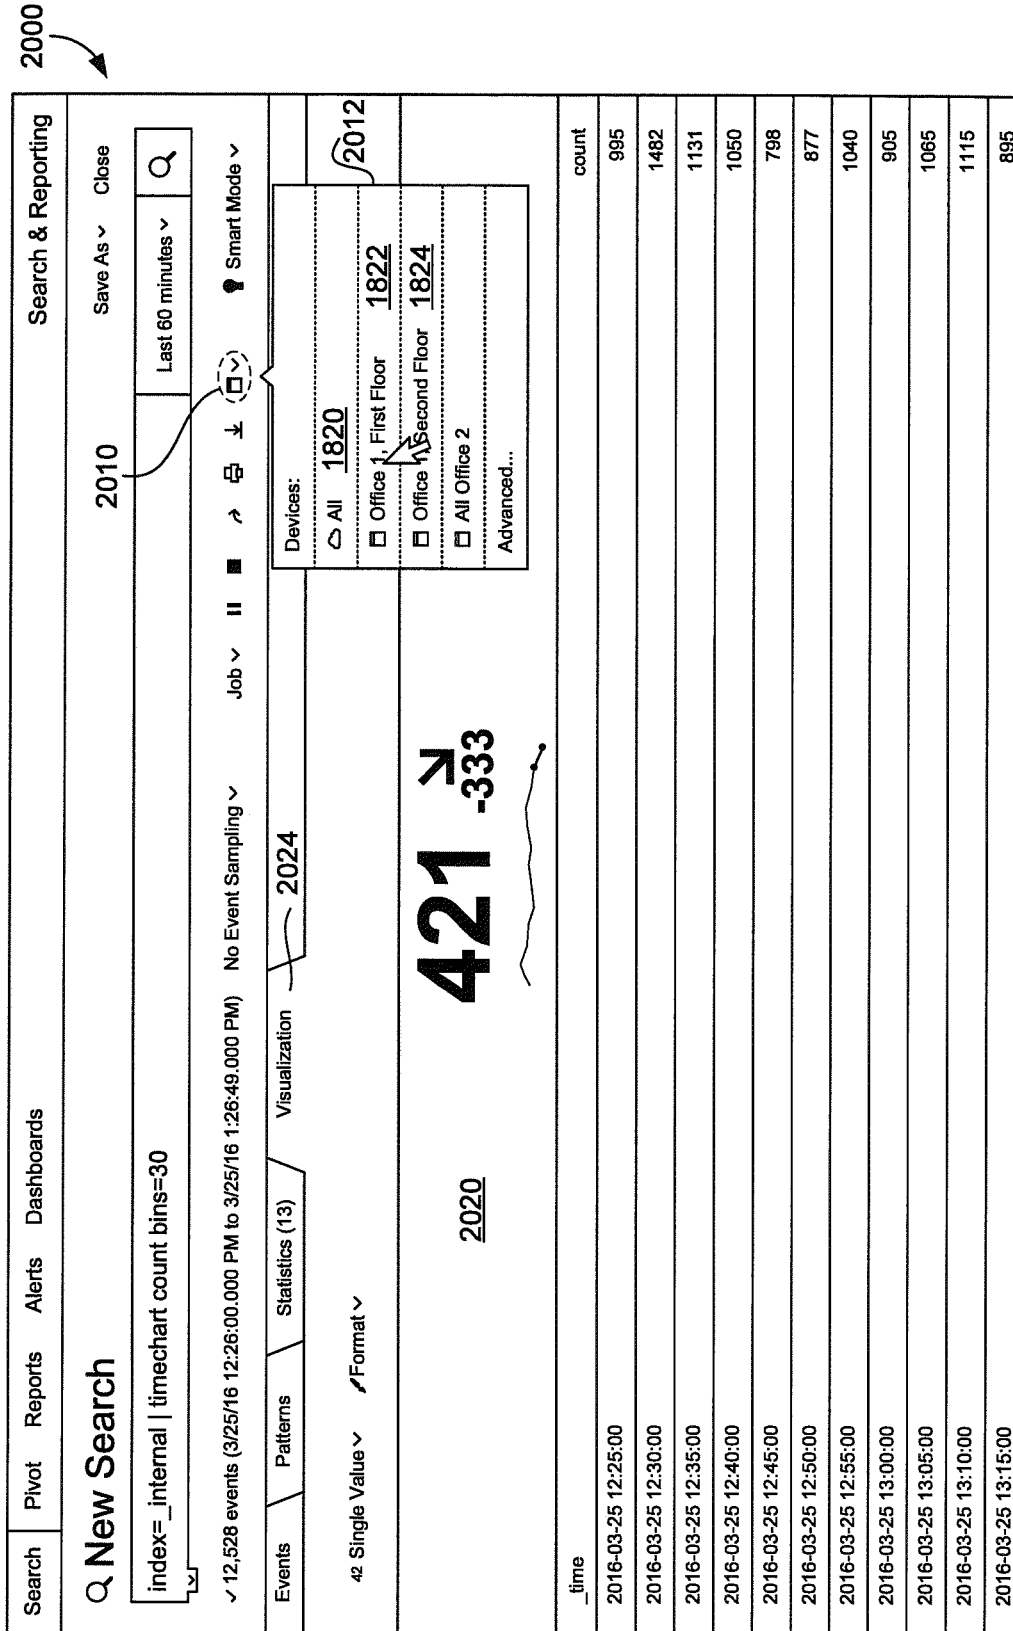 2000
Search Pivot Reports Alerts Dashboards Search & Reporting
New Search Save As Close
index=_internal | timechart count bins=30 Last 60 minutes
2010
✓ 12,528 events (3/25/16 12:26:00.000 PM to 3/25/16 1:26:49.000 PM) No Event Sampling Job Smart Mode
Events Patterns Statistics (13) Visualization 2024
Devices:
2012
All 1820
Office 1, First Floor 1822
Office 1, Second Floor 1824
All Office 2
Advanced...
42 Single Value Format
2020
421 -333
_time count
2016-03-25 12:25:00 995
2016-03-25 12:30:00 1482
2016-03-25 12:35:00 1131
2016-03-25 12:40:00 1050
2016-03-25 12:45:00 798
2016-03-25 12:50:00 877
2016-03-25 12:55:00 1040
2016-03-25 13:00:00 905
2016-03-25 13:05:00 1065
2016-03-25 13:10:00 1115
2016-03-25 13:15:00 895